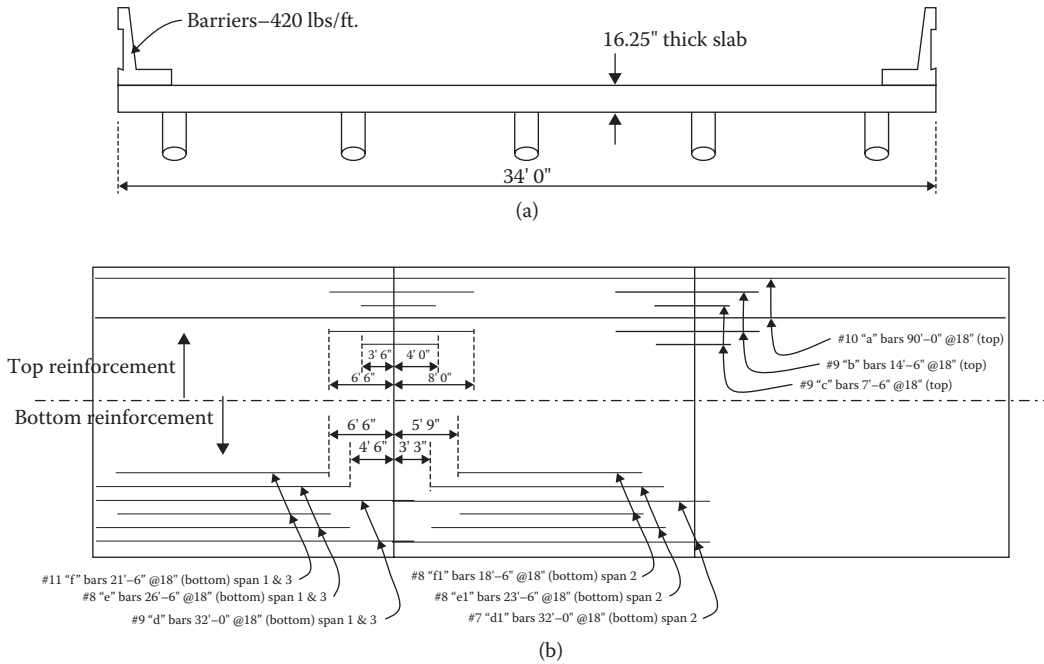 Barriers–420 lbs/ft.
16.25" thick slab
34' 0"
(a)
#10 “a” bars 90'–0" @18" (top)
Top reinforcement
3' 6" 4' 0"
#9 “b” bars 14'–6" @18" (top)
6' 6" 8' 0"
#9 “c” bars 7'–6" @18" (top)
Bottom reinforcement
6' 6" 5' 9"
4' 6" 3' 3"
#11 “f” bars 21'–6” @18" (bottom) span 1 & 3
#8 “f1” bars 18'–6" @18" (bottom) span 2
#8 “e” bars 26'–6" @18” (bottom) span 1 & 3
#8 “e1” bars 23'–6" @18" (bottom) span 2
#9 “d” bars 32'–0" @18” (bottom) span 1 & 3
#7 “d1” bars 32'–0" @18" (bottom) span 2
(b)